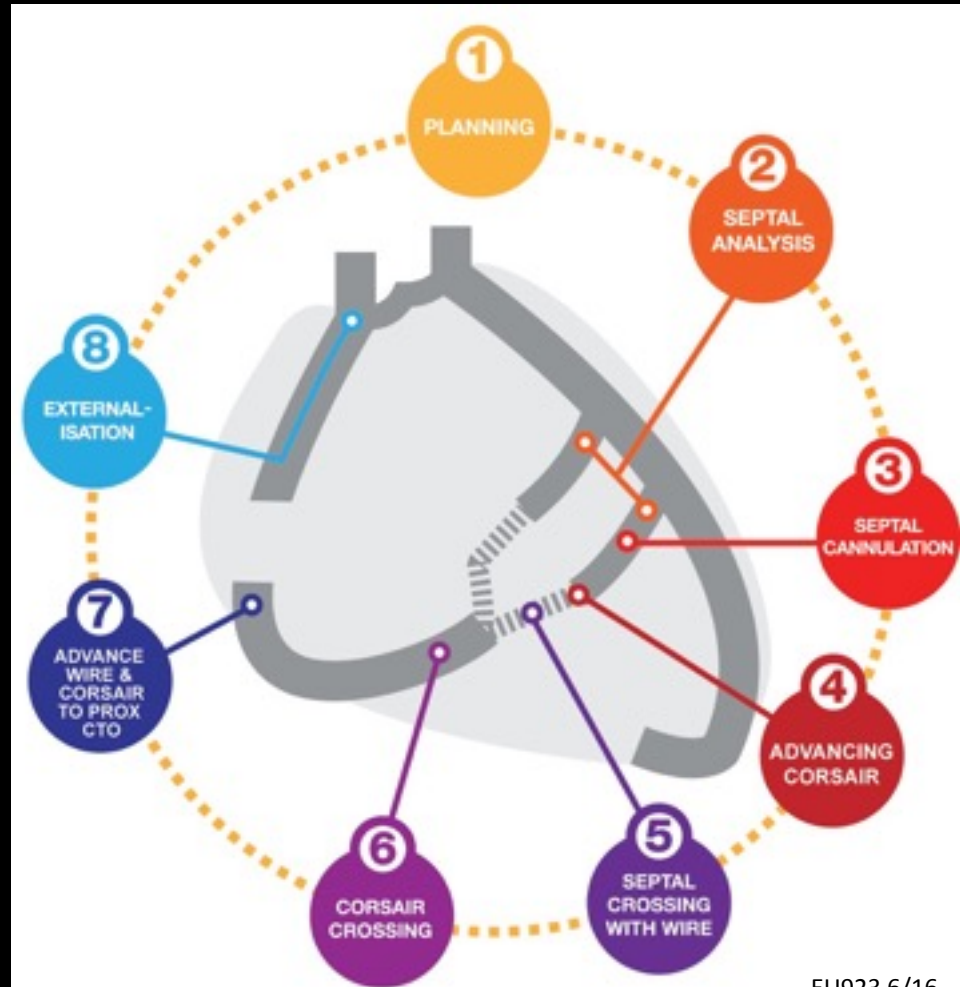 1
PLANNING
2
SEPTAL
ANALYSIS
3
SEPTAL
CANNULATION
4
ADVANCING
CORSAIR
5
SEPTAL
CROSSING
WITH WIRE
6
CORSAIR
CROSSING
7
ADVANCE
WIRE &
CORSAIR
TO PROX
CTO
8
EXTERNAL-
ISATION